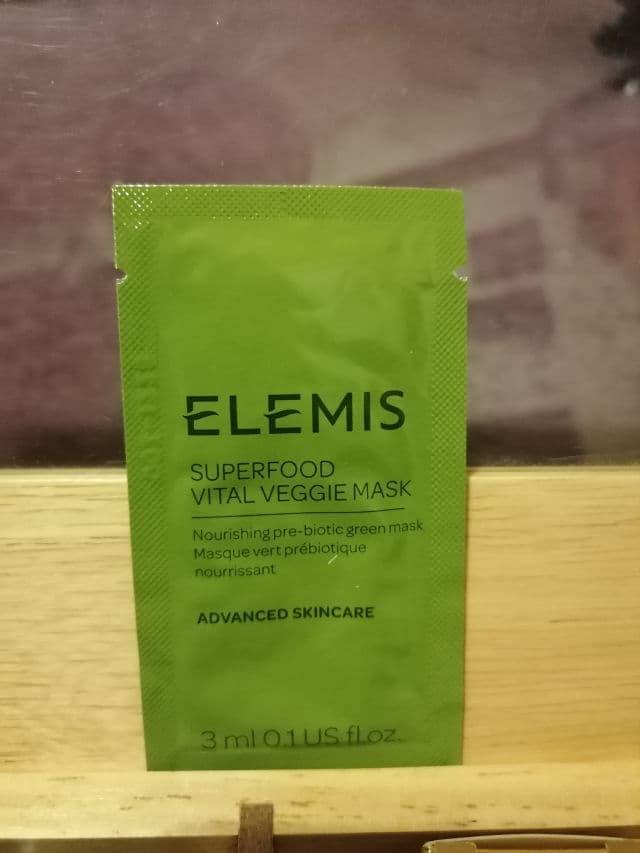 ELEMIS
SUPERFOOD
VITAL VEGGIE MASK
Nourishing pre-biotic green mask
Masque vert prébiotique
nourrissant
ADVANCED SKINCARE
3 ml 0.1 US fl.oz.